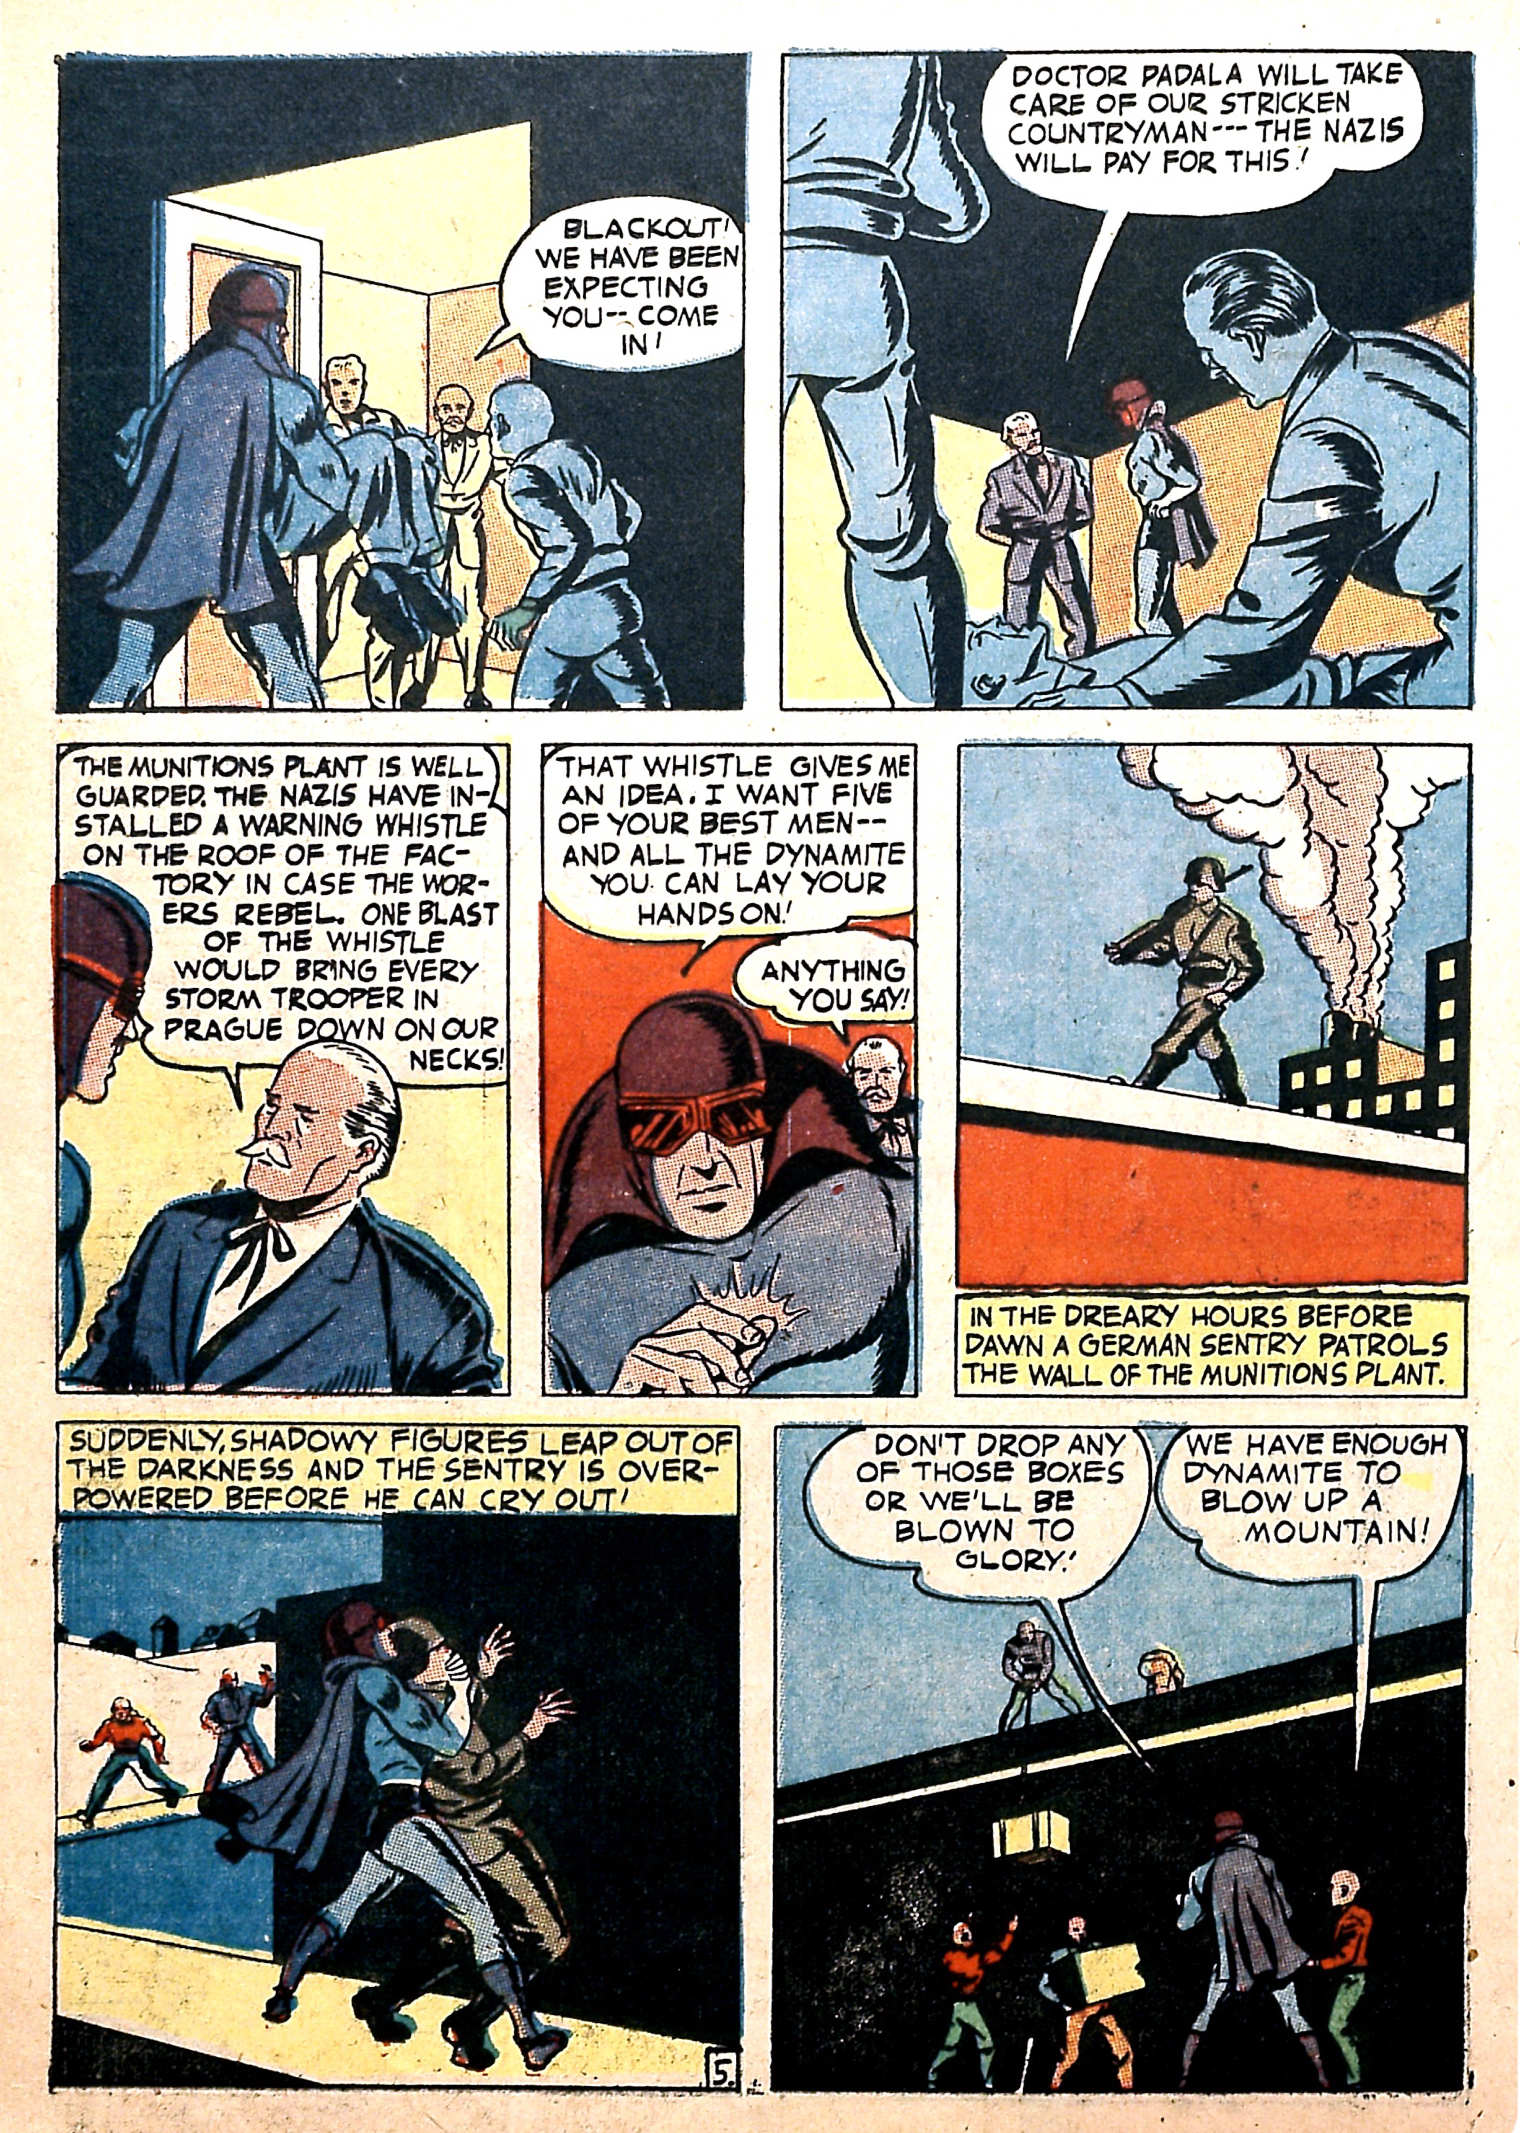 BLACKOUT!
WE HAVE BEEN
EXPECTING
YOU-- COME
IN!
DOCTOR PADALA WILL TAKE
CARE OF OUR STRICKEN
COUNTRYMAN --- THE NAZIS
WILL PAY FOR THIS!
THE MUNITIONS PLANT IS WELL
GUARDED. THE NAZIS HAVE IN-
STALLED A WARNING WHISTLE
ON THE ROOF OF THE FAC-
TORY IN CASE THE WOR-
ERS REBEL. ONE BLAST
OF THE WHISTLE
WOULD BRING EVERY
STORM TROOPER IN
PRAGUE DOWN ON OUR
NECKS!
THAT WHISTLE GIVES ME
AN IDEA. I WANT FIVE
OF YOUR BEST MEN--
AND ALL THE DYNAMITE
YOU CAN LAY YOUR
HANDS ON!
ANYTHING
YOU SAY!
IN THE DREARY HOURS BEFORE
DAWN A GERMAN SENTRY PATROLS
THE WALL OF THE MUNITIONS PLANT.
SUDDENLY, SHADOWY FIGURES LEAP OUT OF
THE DARKNESS AND THE SENTRY IS OVER-
POWERED BEFORE HE CAN CRY OUT!
5.
DON'T DROP ANY
OF THOSE BOXES
OR WE'LL BE
BLOWN TO
GLORY!
WE HAVE ENOUGH
DYNAMITE TO
BLOW UP A
MOUNTAIN!